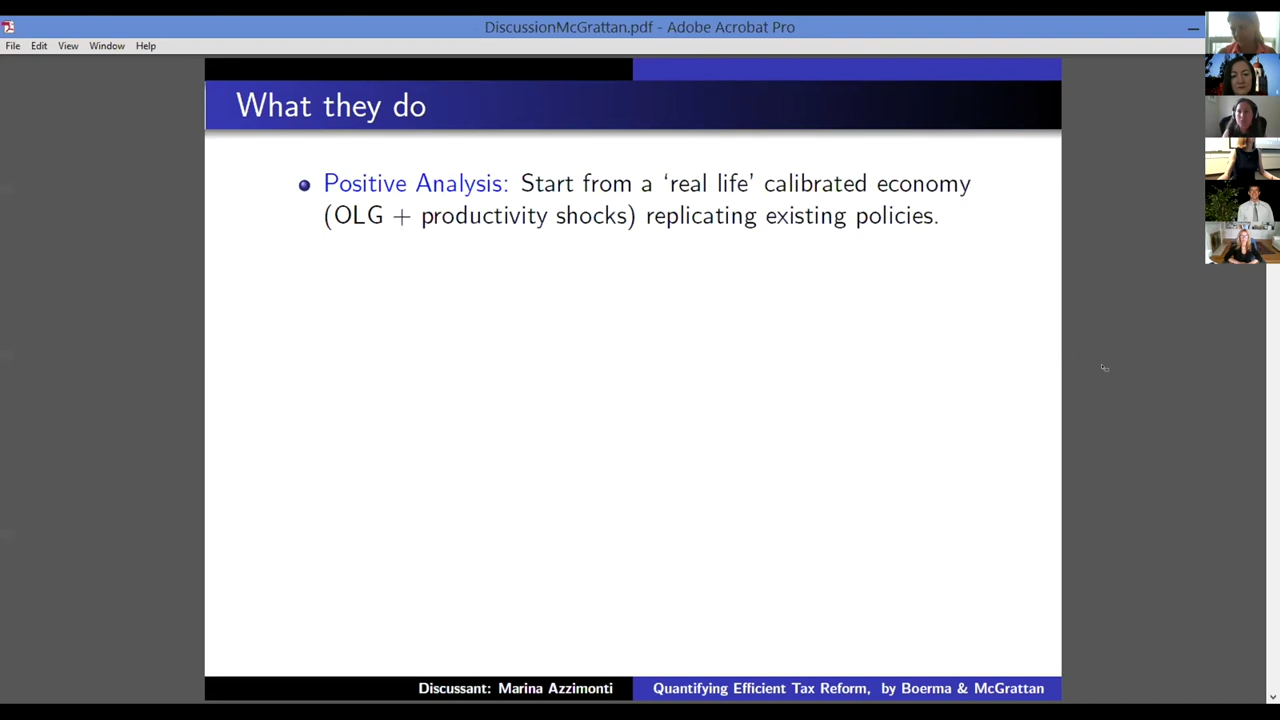 DiscussionMcGrattan.pdf - Adobe Acrobat Pro
File Edit View Window Help
What they do
Positive Analysis: Start from a ‘real life’ calibrated economy
(OLG + productivity shocks) replicating existing policies.
Discussant: Marina Azzimonti
Quantifying Efficient Tax Reform, by Boerma & McGrattan